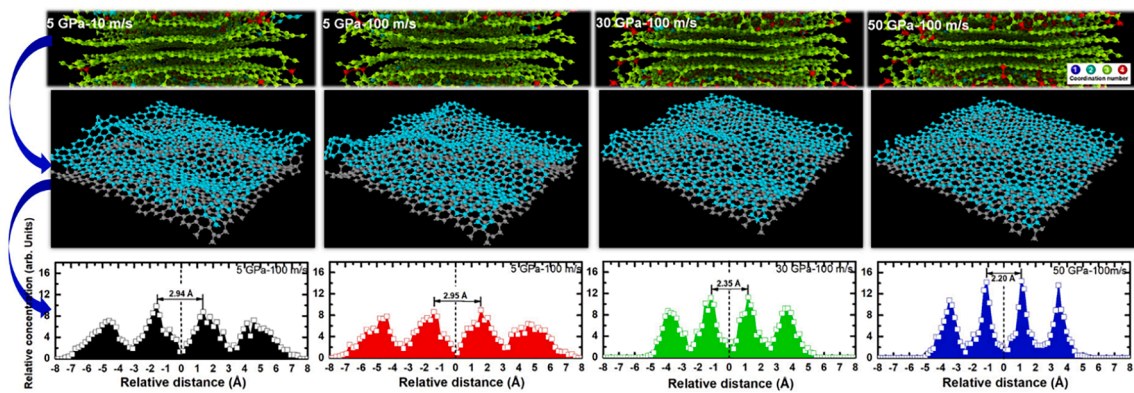 5 GPa-10 m/s
5 GPa-100 m/s
30 GPa-100 m/s
50 GPa-100 m/s
1 2 3 4
Coordination number
Relative concentration (arb. Units)
16
12
8
4
0
5 GPa-100 m/s
2.94 Å
-8 -7 -6 -5 -4 -3 -2 -1 0 1 2 3 4 5 6 7 8
Relative distance (Å)
16
12
8
4
0
5 GPa-100 m/s
2.95 Å
-8 -7 -6 -5 -4 -3 -2 -1 0 1 2 3 4 5 6 7 8
Relative distance (Å)
16
12
8
4
0
30 GPa-100 m/s
2.35 Å
-8 -7 -6 -5 -4 -3 -2 -1 0 1 2 3 4 5 6 7 8
Relative distance (Å)
16
12
8
4
0
50 GPa-100m/s
2.20 Å
-8 -7 -6 -5 -4 -3 -2 -1 0 1 2 3 4 5 6 7 8
Relative distance (Å)